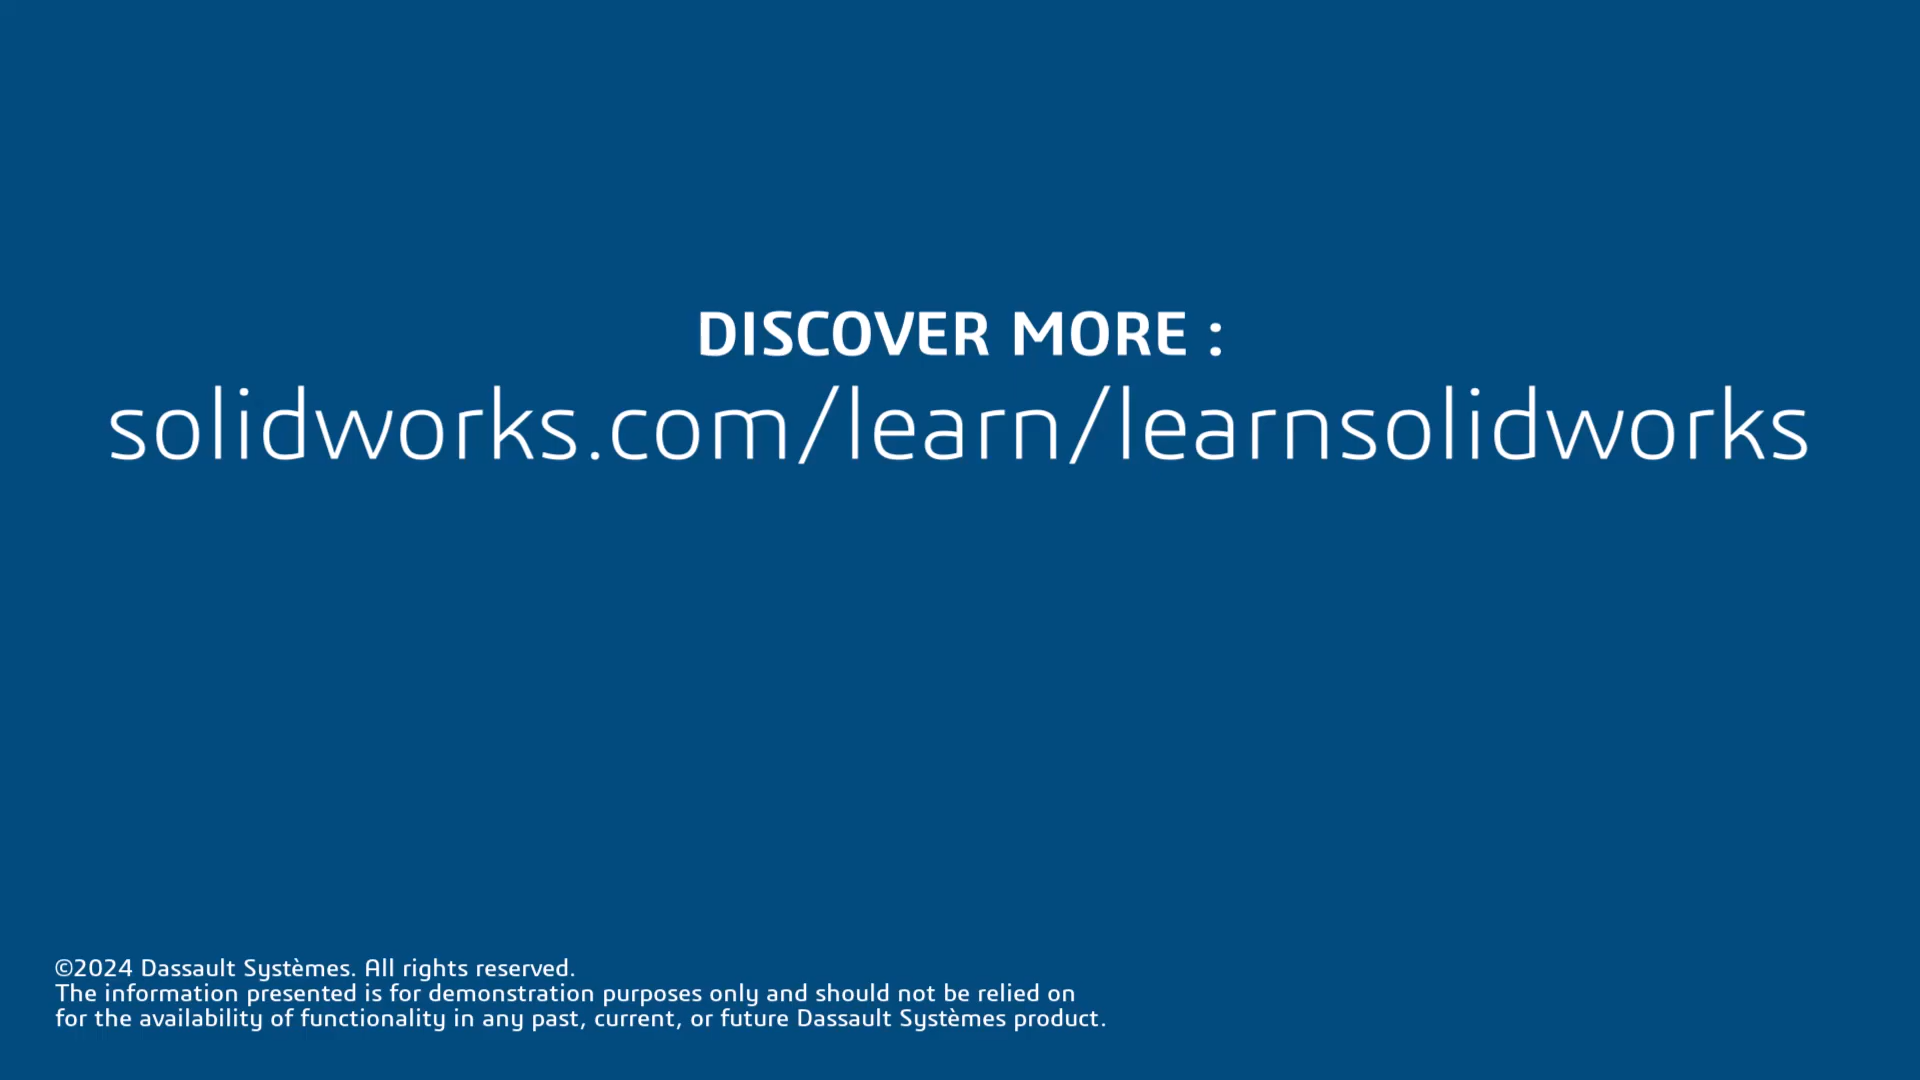 DISCOVER MORE :
solidworks.com/learn/learnsolidworks
©2024 Dassault Systèmes. All rights reserved.
The information presented is for demonstration purposes only and should not be relied on
for the availability of functionality in any past, current, or future Dassault Systèmes product.